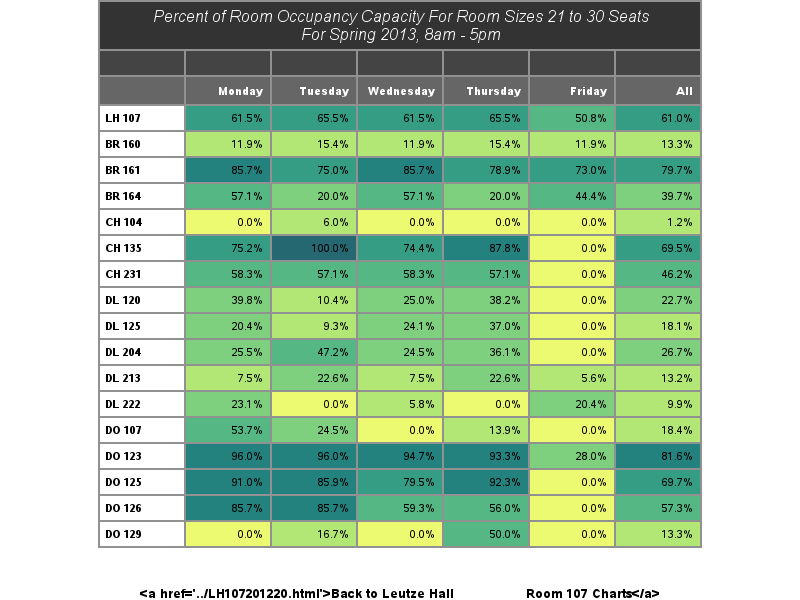 Percent of Room Occupancy Capacity For Room Sizes 21 to 30 Seats
For Spring 2013, 8am - 5pm
Monday Tuesday Wednesday Thursday Friday All
LH 107 61.5% 65.5% 61.5% 65.5% 50.8% 61.0%
BR 160 11.9% 15.4% 11.9% 15.4% 11.9% 13.3%
BR 161 85.7% 75.0% 85.7% 78.9% 73.0% 79.7%
BR 164 57.1% 20.0% 57.1% 20.0% 44.4% 39.7%
CH 104 0.0% 6.0% 0.0% 0.0% 0.0% 1.2%
CH 135 75.2% 100.0% 74.4% 87.8% 0.0% 69.5%
CH 231 58.3% 57.1% 58.3% 57.1% 0.0% 46.2%
DL 120 39.8% 10.4% 25.0% 38.2% 0.0% 22.7%
DL 125 20.4% 9.3% 24.1% 37.0% 0.0% 18.1%
DL 204 25.5% 47.2% 24.5% 36.1% 0.0% 26.7%
DL 213 7.5% 22.6% 7.5% 22.6% 5.6% 13.2%
DL 222 23.1% 0.0% 5.8% 0.0% 20.4% 9.9%
DO 107 53.7% 24.5% 0.0% 13.9% 0.0% 18.4%
DO 123 96.0% 96.0% 94.7% 93.3% 28.0% 81.6%
DO 125 91.0% 85.9% 79.5% 92.3% 0.0% 69.7%
DO 126 85.7% 85.7% 59.3% 56.0% 0.0% 57.3%
DO 129 0.0% 16.7% 0.0% 50.0% 0.0% 13.3%
<a href='../LH107201220.html'>Back to Leutze Hall Room 107 Charts</a>